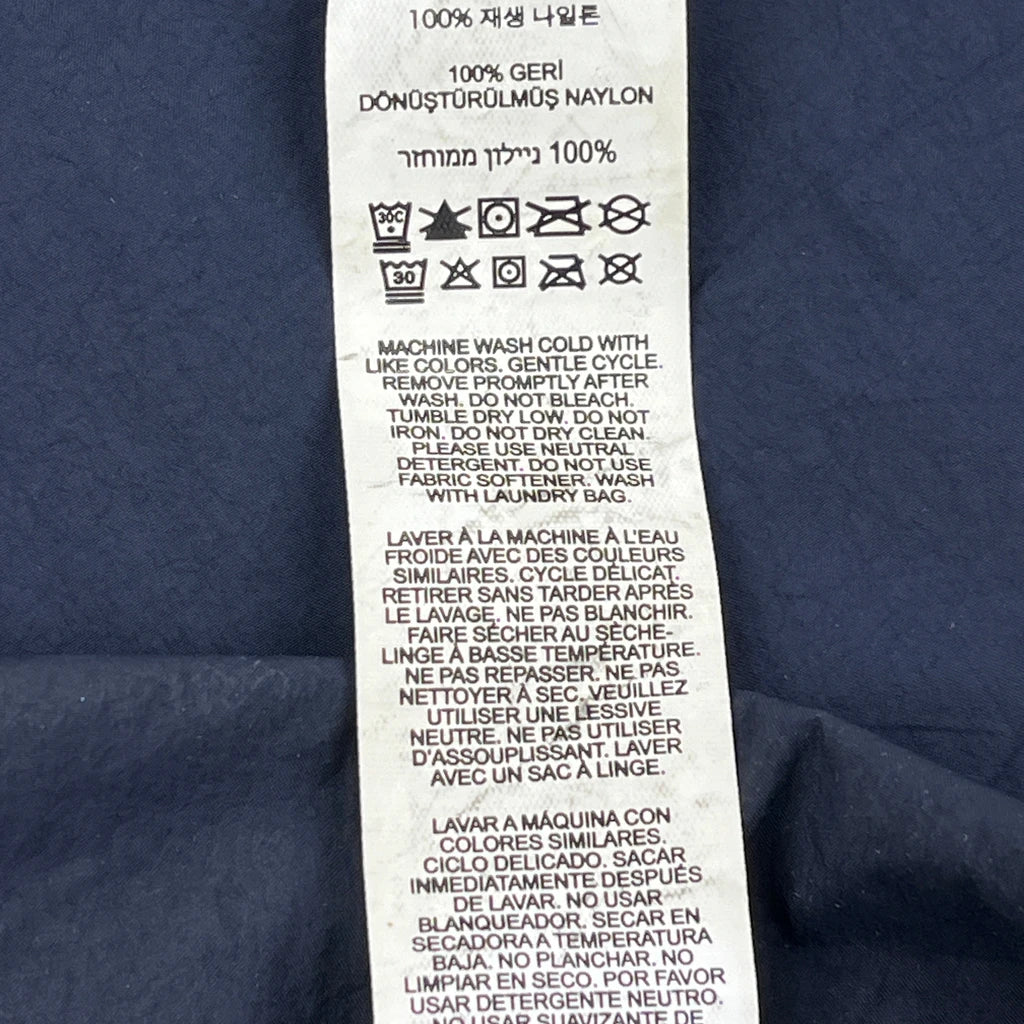 100% 재생 나일론
100% GERİ
DÖNÜŞTÜRÜLMÜŞ NAYLON
100% ניילון ממוחזר
30C
30
MACHINE WASH COLD WITH
LIKE COLORS. GENTLE CYCLE.
REMOVE PROMPTLY AFTER
WASH. DO NOT BLEACH.
TUMBLE DRY LOW. DO NOT
IRON. DO NOT DRY CLEAN.
PLEASE USE NEUTRAL
DETERGENT. DO NOT USE
FABRIC SOFTENER. WASH
WITH LAUNDRY BAG.
LAVER À LA MACHINE À L'EAU
FROIDE AVEC DES COULEURS
SIMILAIRES. CYCLE DÉLICAT.
RETIRER SANS TARDER APRÈS
LE LAVAGE. NE PAS BLANCHIR.
FAIRE SÉCHER AU SÈCHE-
LINGE À BASSE TEMPÉRATURE.
NE PAS REPASSER. NE PAS
NETTOYER À SEC. VEUILLEZ
UTILISER UNE LESSIVE
NEUTRE. NE PAS UTILISER
D'ASSOUPLISSANT. LAVER
AVEC UN SAC À LINGE.
LAVAR A MÁQUINA CON
COLORES SIMILARES.
CICLO DELICADO. SACAR
INMEDIATAMENTE DESPUÉS
DE LAVAR. NO USAR
BLANQUEADOR. SECAR EN
SECADORA A TEMPERATURA
BAJA. NO PLANCHAR. NO
LIMPIAR EN SECO. POR FAVOR
USAR DETERGENTE NEUTRO.
NO USAR SUAVIZANTE DE